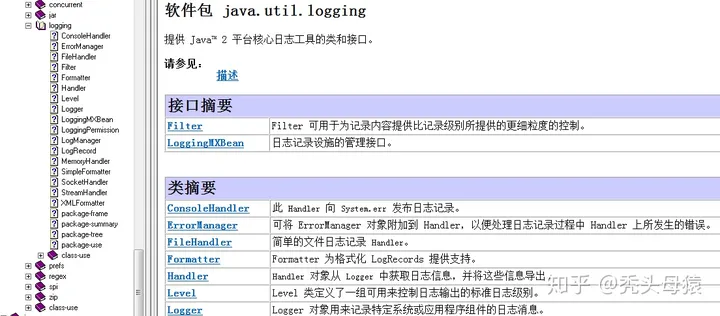 concurrent
jar
logging
ConsoleHandler
ErrorManager
FileHandler
Filter
Formatter
Handler
Level
Logger
LoggingMXBean
LoggingPermission
LogManager
LogRecord
MemoryHandler
SimpleFormatter
SocketHandler
StreamHandler
XMLFormatter
package-frame
package-summary
package-tree
package-use
class-use
prefs
regex
spi
zip
class-use
软件包 java.util.logging
提供 Java™ 2 平台核心日志工具的类和接口。
请参见：
描述
接口摘要
Filter Filter 可用于为记录内容提供比记录级别所提供的更细粒度的控制。
LoggingMXBean 日志记录设施的管理接口。
类摘要
ConsoleHandler 此 Handler 向 System.err 发布日志记录。
ErrorManager 可将 ErrorManager 对象附加到 Handler，以便处理日志记录过程中 Handler 上所发生的错误。
FileHandler 简单的文件日志记录 Handler。
Formatter Formatter 为格式化 LogRecords 提供支持。
Handler Handler 对象从 Logger 中获取日志信息，并将这些信息导出。
Level Level 类定义了一组可用来控制日志输出的标准日志级别。
Logger Logger 对象用来记录特定系统或应用程序组件的日志消息。
知乎 @秃头母猿